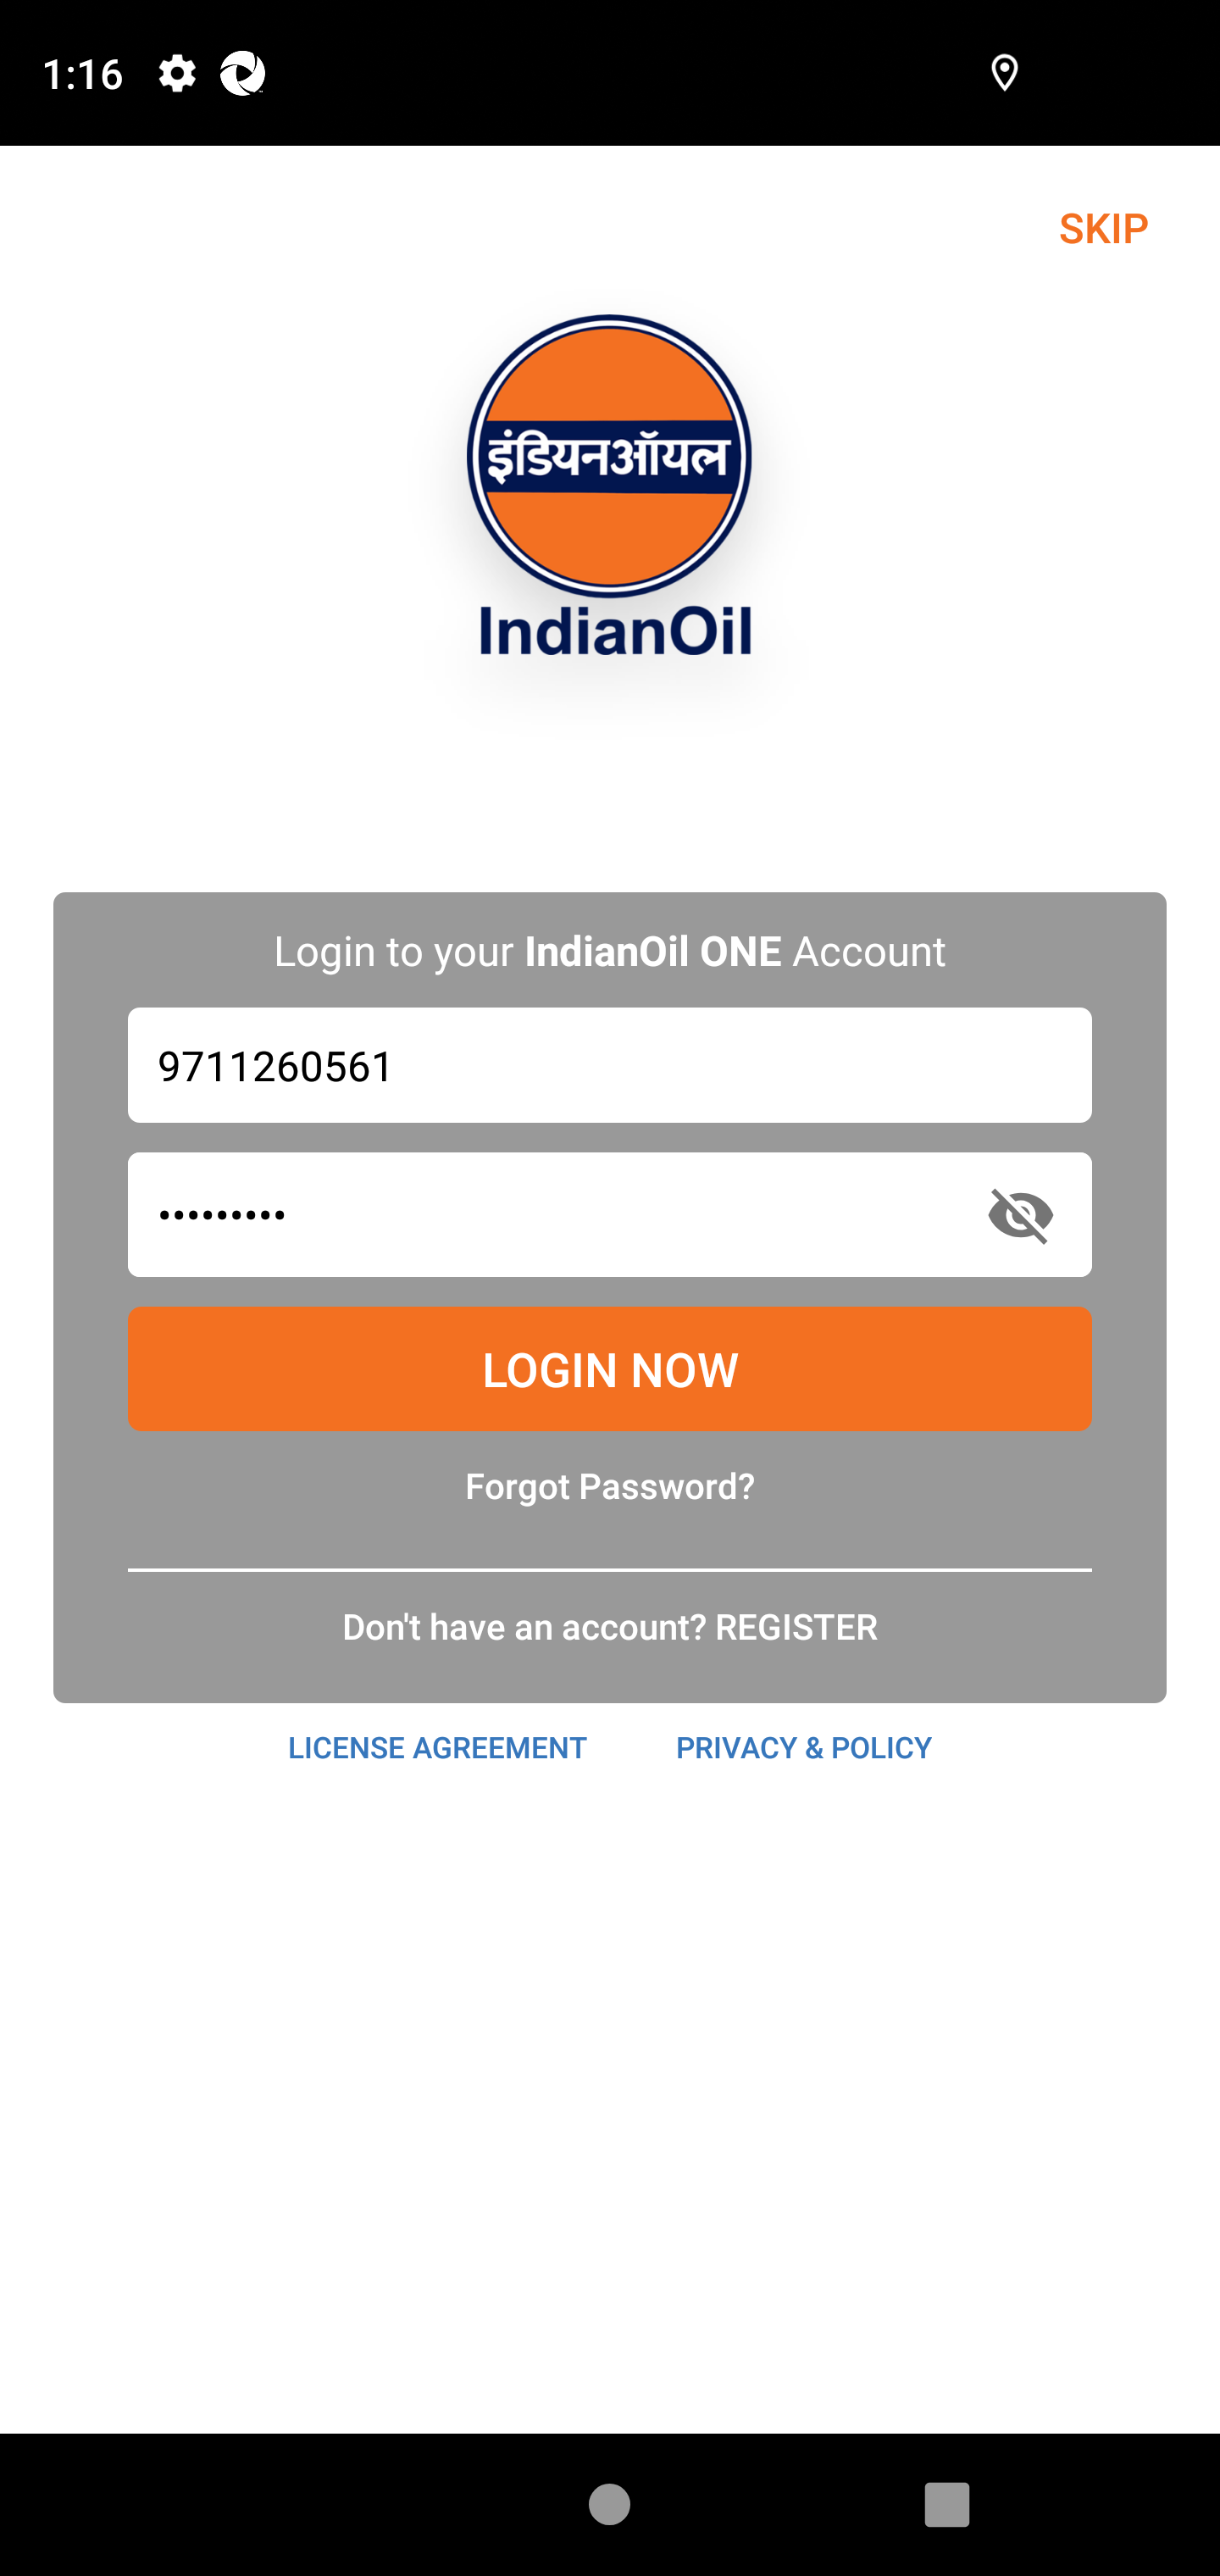 1:16
SKIP
इंडियनऑयल
IndianOil
Login to your IndianOil ONE Account
9711260561
•••••••••
LOGIN NOW
Forgot Password?
Don't have an account? REGISTER
LICENSE AGREEMENT PRIVACY & POLICY